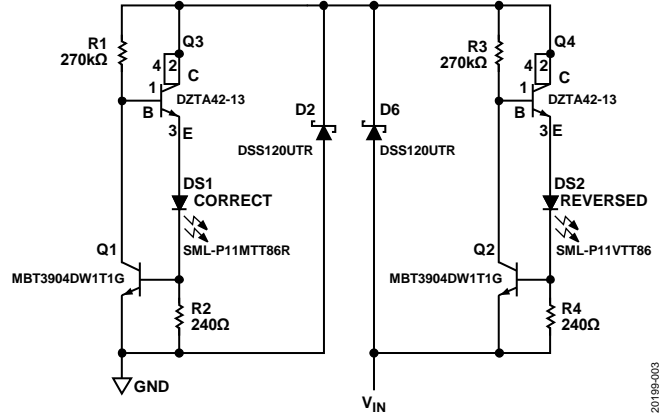 R1
270kΩ
Q3
4 2
C
1
DZTA42-13
B
3 E
DS1
CORRECT
SML-P11MTT86R
Q1
MBT3904DW1T1G
R2
240Ω
GND
D2
DSS120UTR
D6
DSS120UTR
VIN
R3
270kΩ
Q4
4 2
C
1
DZTA42-13
B
3 E
DS2
REVERSED
SML-P11VTT86
Q2
MBT3904DW1T1G
R4
240Ω
20199-003